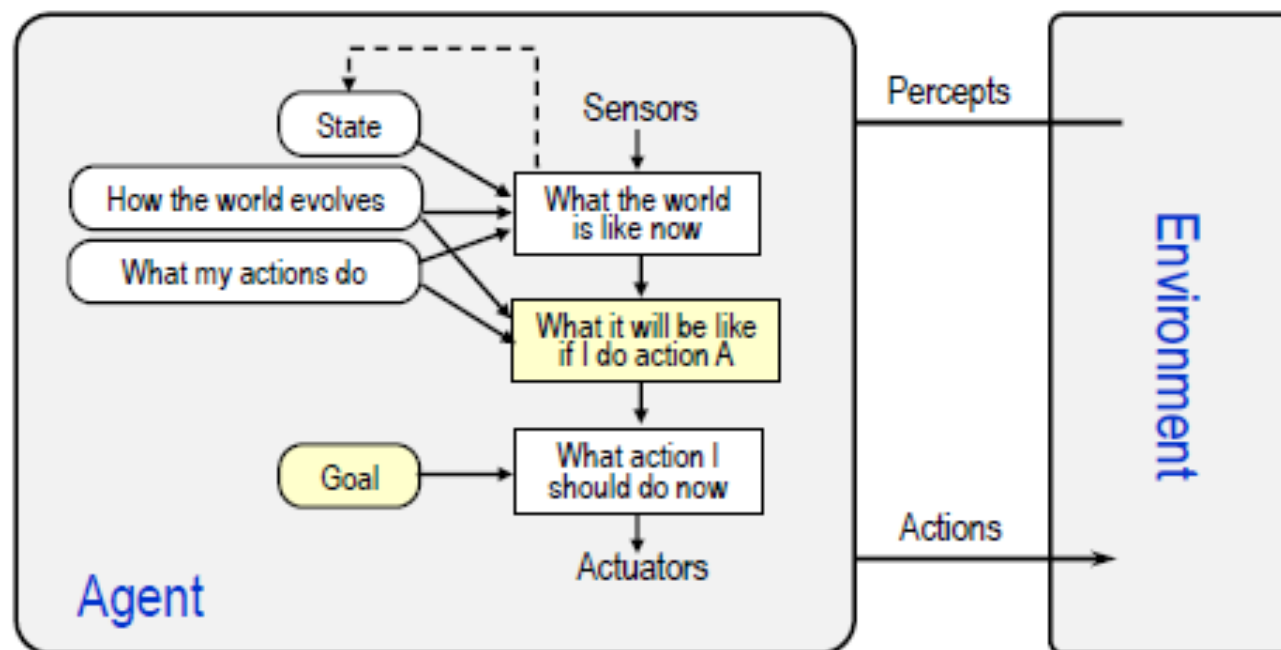 Percepts
Sensors
State
How the world evolves
What the world
is like now
What my actions do
What it will be like
if I do action A
Goal
What action I
should do now
Actions
Actuators
Agent
Environment